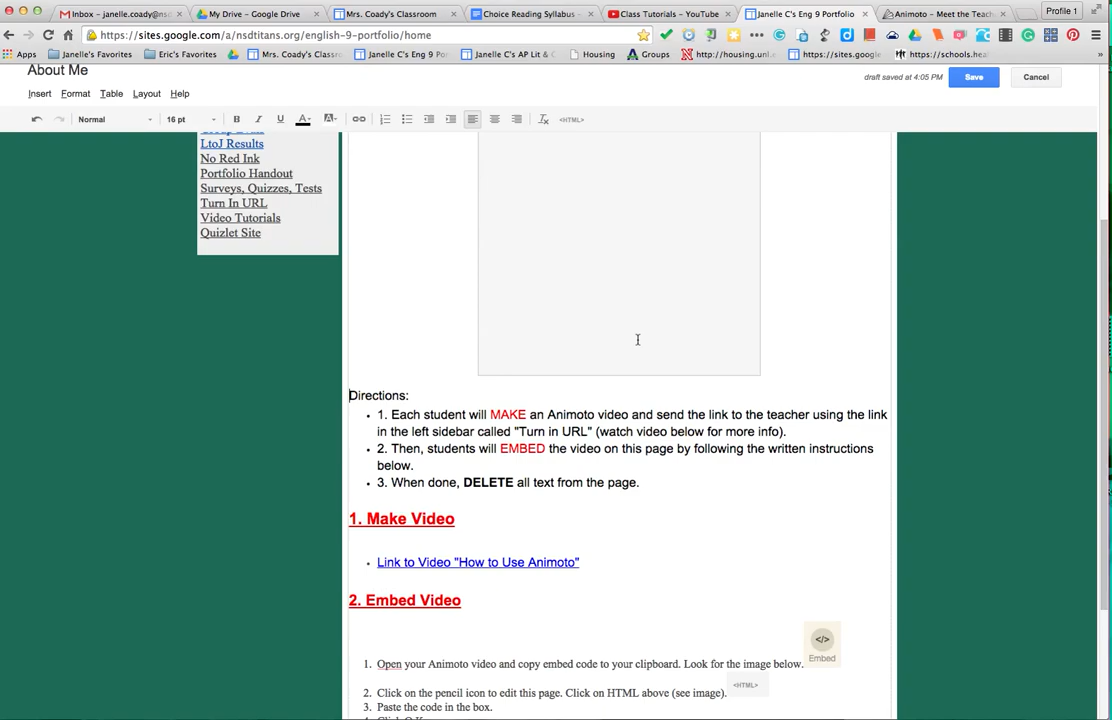 Inbox - janelle.coady@nsd
My Drive - Google Drive
Mrs. Coady's Classroom
Choice Reading Syllabus -
Class Tutorials – YouTube
Janelle C's Eng 9 Portfolio
Animoto - Meet the Teach
Profile 1
https://sites.google.com/a/nsdtitans.org/english-9-portfolio/home
Apps
Janelle's Favorites
Eric's Favorites
Mrs. Coady's Classro
Janelle C's Eng 9 Po
Janelle C's AP Lit &
Housing
Groups
http://housing.unl.e
https://sites.google
https://schools.heal
About Me
draft saved at 4:05 PM
Save
Cancel
Insert
Format
Table
Layout
Help
Normal
16 pt
B
I
U
A
A
<HTML>
LtoJ Results
No Red Ink
Portfolio Handout
Surveys, Quizzes, Tests
Turn In URL
Video Tutorials
Quizlet Site
Directions:
1. Each student will MAKE an Animoto video and send the link to the teacher using the link
in the left sidebar called "Turn in URL" (watch video below for more info).
2. Then, students will EMBED the video on this page by following the written instructions
below.
3. When done, DELETE all text from the page.
1. Make Video
Link to Video "How to Use Animoto"
2. Embed Video
</>
Embed
1. Open your Animoto video and copy embed code to your clipboard. Look for the image below.
<HTML>
2. Click on the pencil icon to edit this page. Click on HTML above (see image).
3. Paste the code in the box.